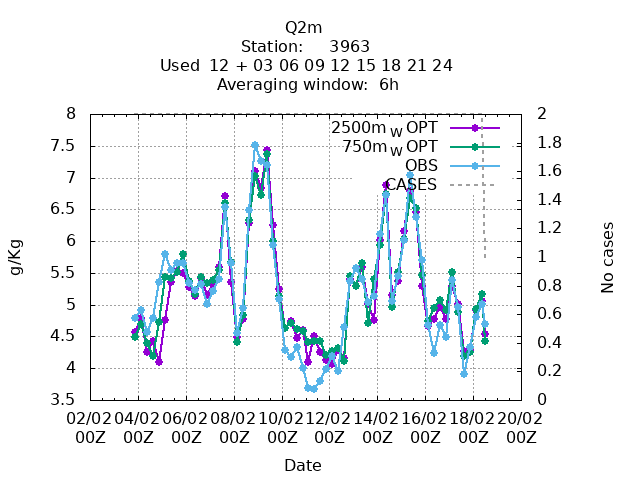 Q2m
Station: 3963
Used 12 + 03 06 09 12 15 18 21 24
Averaging window: 6h
8 2
2500m W OPT
7.5 1.8
750m W OPT
OBS
7 1.6
CASES
6.5 1.4
6 1.2
5.5 1
5 0.8
4.5 0.6
4 0.4
0.2
3.5 0
g/Kg
No cases
02/02 04/02 06/02 08/02 10/02 12/02 14/02 16/02 18/02 20/02
00Z 00Z 00Z 00Z 00Z 00Z 00Z 00Z 00Z 00Z
Date